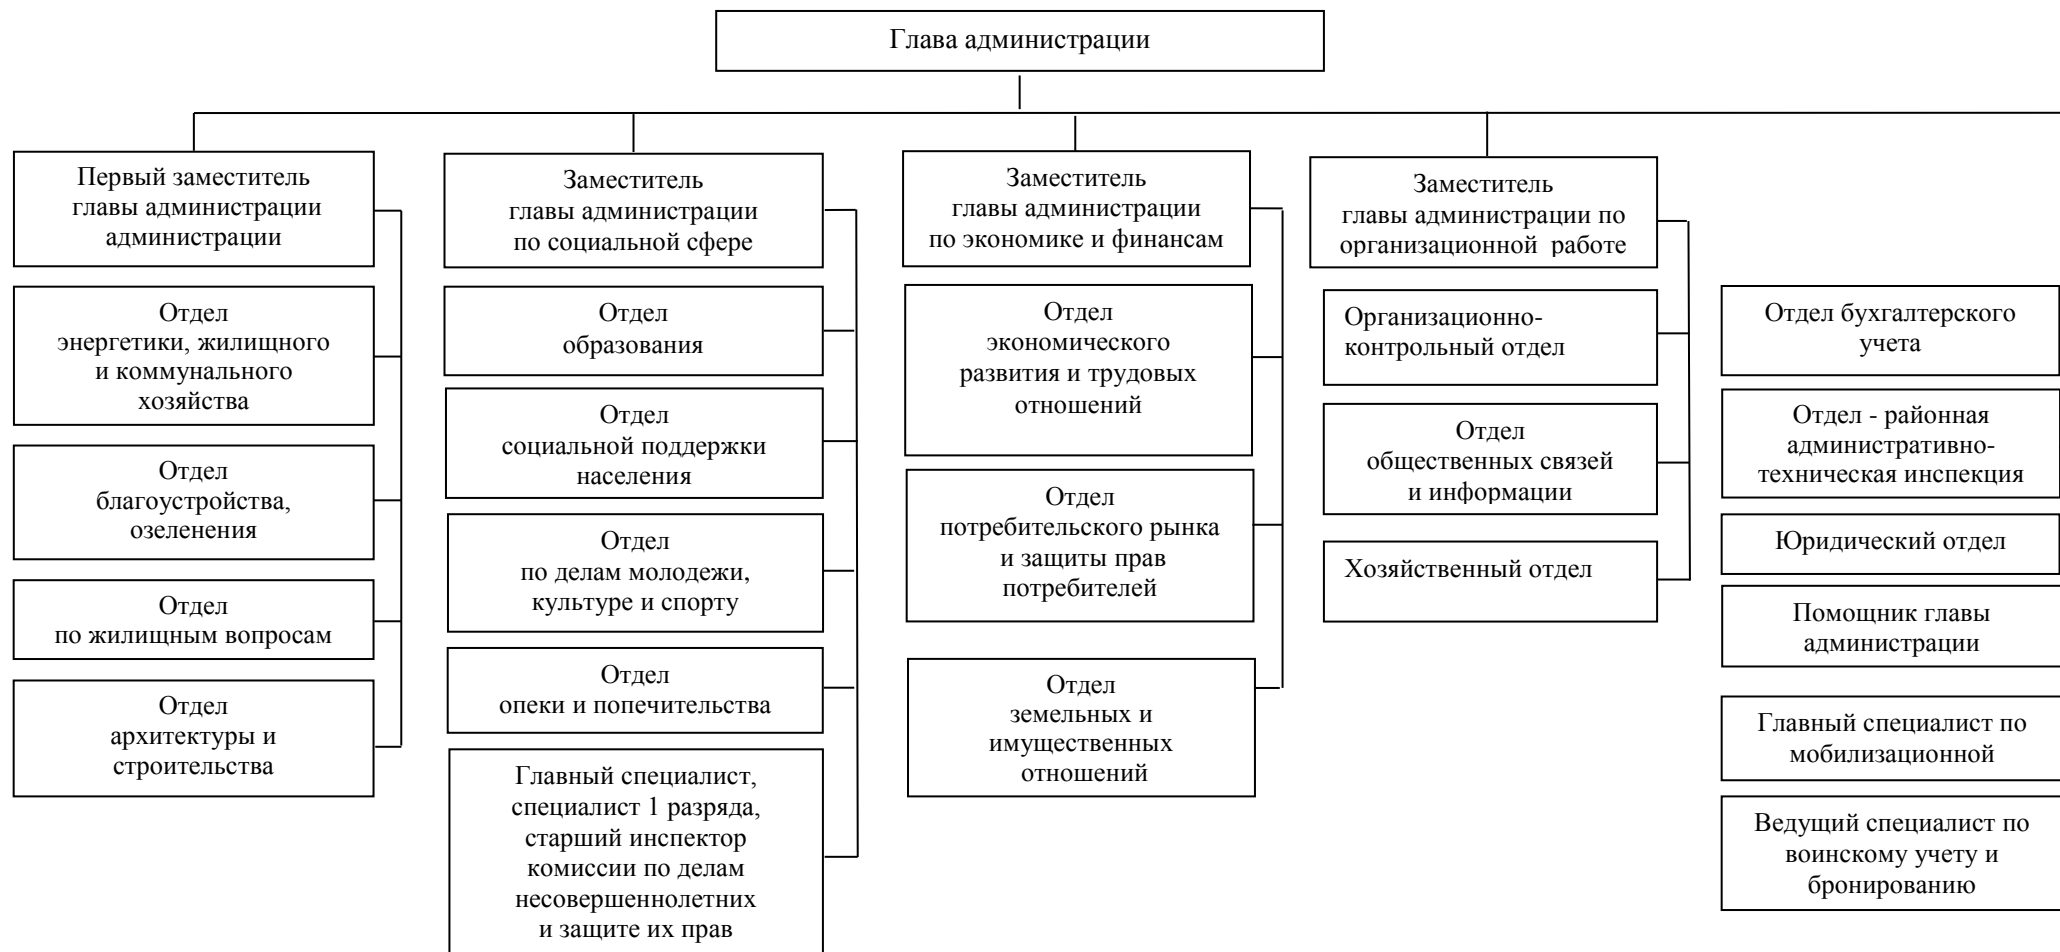 Глава администрации
Первый заместитель
главы администрации
администрации
Отдел
энергетики, жилищного
и коммунального
хозяйства
Отдел
благоустройства,
озеленения
Отдел
по жилищным вопросам
Отдел
архитектуры и
строительства
Заместитель
главы администрации
по социальной сфере
Отдел
образования
Отдел
социальной поддержки
населения
Отдел
по делам молодежи,
культуре и спорту
Отдел
опеки и попечительства
Главный специалист,
специалист 1 разряда,
старший инспектор
комиссии по делам
несовершеннолетних
и защите их прав
Заместитель
главы администрации
по экономике и финансам
Отдел
экономического
развития и трудовых
отношений
Отдел
потребительского рынка
и защиты прав
потребителей
Отдел
земельных и
имущественных
отношений
Заместитель
главы администрации по
организационной работе
Организационно-
контрольный отдел
Отдел
общественных связей
и информации
Хозяйственный отдел
Отдел бухгалтерского
учета
Отдел - районная
административно-
техническая инспекция
Юридический отдел
Помощник главы
администрации
Главный специалист по
мобилизационной
Ведущий специалист по
воинскому учету и
бронированию